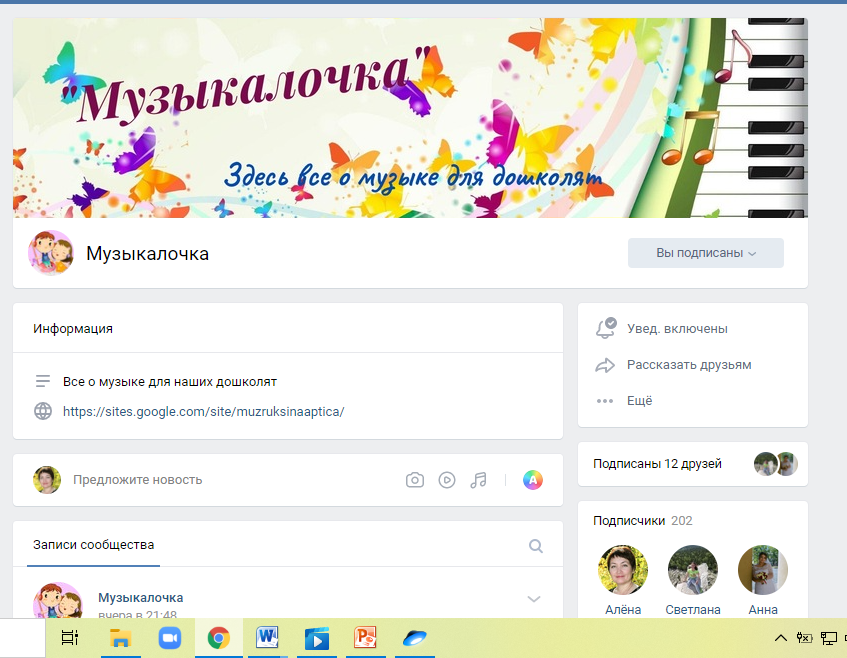 "Музыкалочка"
Здесь все о музыке для дошколят
Музыкалочка
Вы подписаны
Информация
Все о музыке для наших дошколят
https://sites.google.com/site/muzruksinaaptica/
Увед. включены
Рассказать друзьям
Ещё
Предложите новость
A
Подписаны 12 друзей
Записи сообщества
Подписчики 202
Алёна Светлана Анна
Музыкалочка
вчера в 21:48